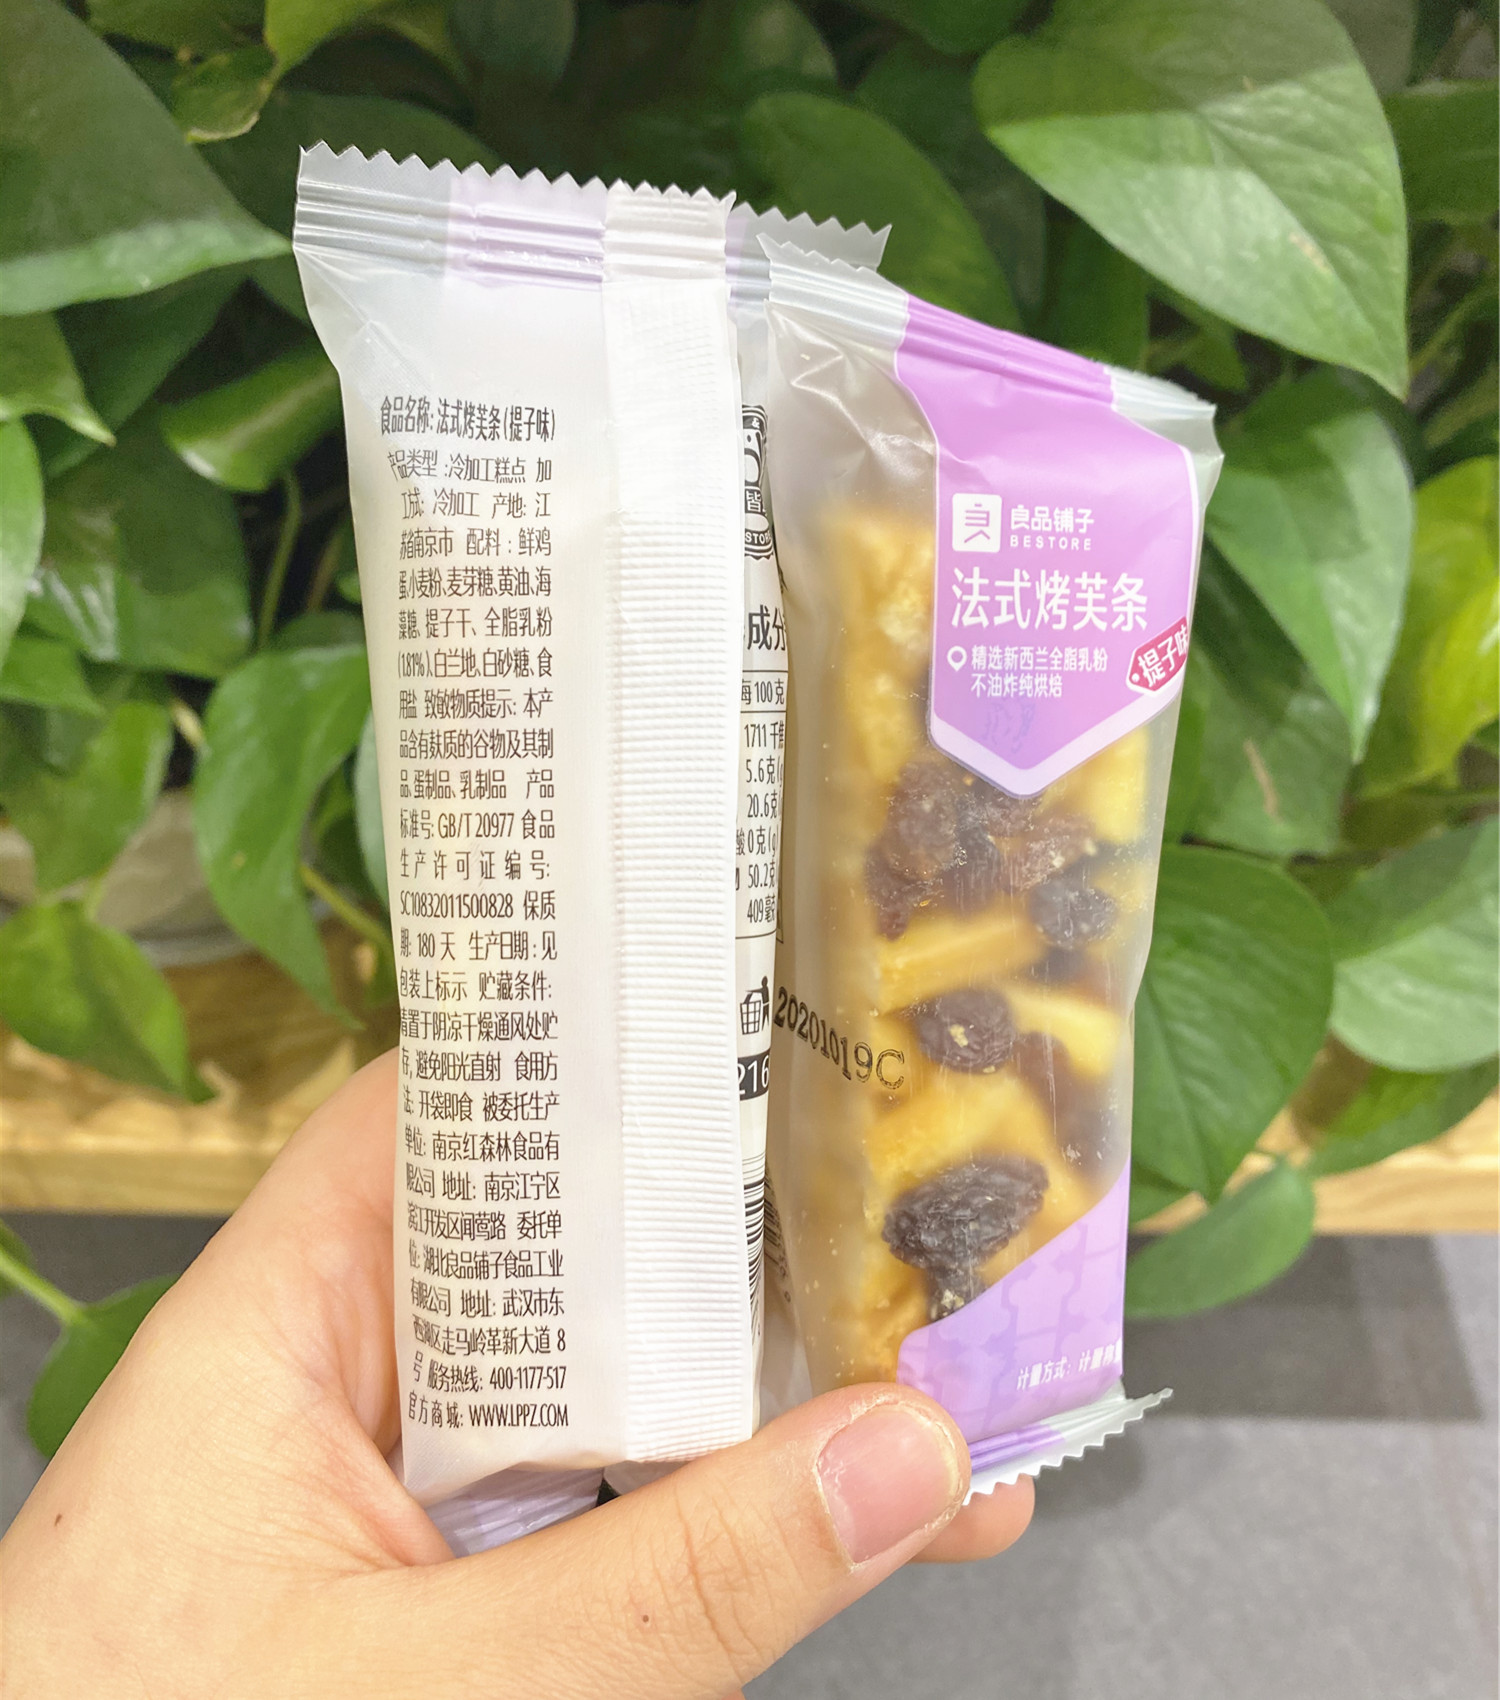 食品名称:法式烤芙条(提子味)
产品类型:冷加工糕点 加
工方式: 冷加工 产地: 江
苏省南京市 配料:鲜鸡
蛋、小麦粉、麦芽糖、黄油、海
藻糖、提子干、全脂乳粉
(1.81%)、白兰地、白砂糖、食
用盐 致敏物质提示: 本产
品含有麸质的谷物及其制
品、蛋制品、乳制品 产品
标准号: GB/T 20977 食品
生产许可证编号:
SC10832011500828 保质
期: 180 天 生产日期:见
包装上标示 贮藏条件:
请置于阴凉干燥通风处贮
存, 避免阳光直射 食用方
法: 开袋即食 被委托生产
单位: 南京红森林食品有
限公司 地址: 南京江宁区
滨江开发区闻莺路 委托单
位: 湖北良品铺子食品工业
有限公司 地址: 武汉市东
西湖区走马岭革新大道 8
号 服务热线: 400-1177-517
官方商城: WWW.LPPZ.COM
皆
STOR
成分
每 100 克
1711 千焦
5.6克(g
20.6克
酸 0克(g)
物 50.2克
409毫
216
20201019C
良品铺子
BESTORE
法式烤芙条
提子味
精选新西兰全脂乳粉
不油炸纯烘焙
计量方式: 计量称重